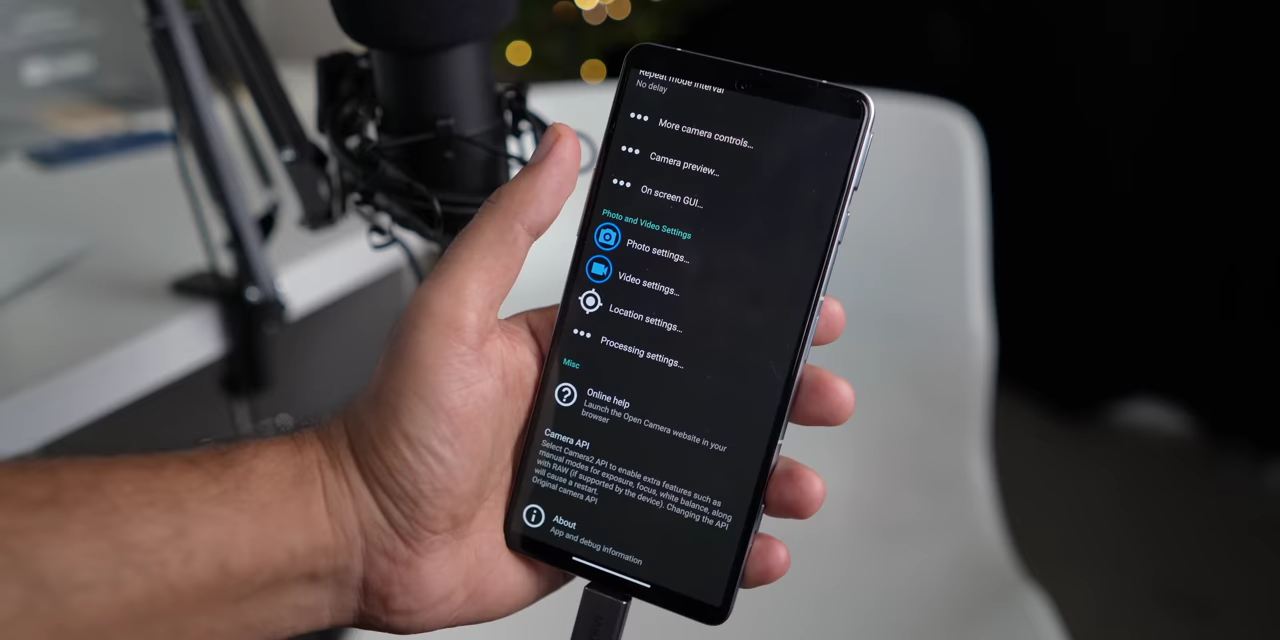 Repeat mode interval
No delay
More camera controls...
Camera preview...
On screen GUI...
Photo and Video Settings
Photo settings...
Video settings...
Location settings...
Processing settings...
Misc
Online help
Launch the Open Camera website in your
browser
Camera API
Select Camera2 API to enable extra features such as
manual modes for exposure, focus, white balance, along
with RAW (if supported by the device). Changing the API
will cause a restart.
Original camera API
About
App and debug information